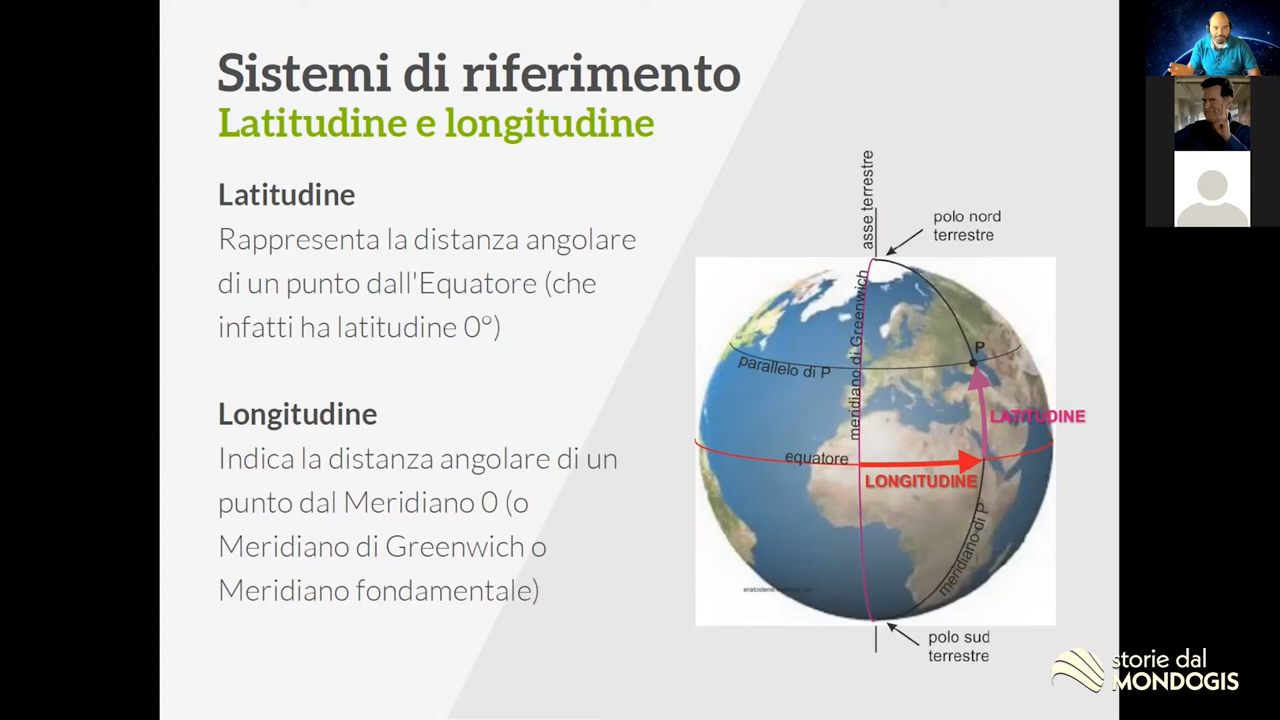 Sistemi di riferimento
Latitudine e longitudine
Latitudine
Rappresenta la distanza angolare
di un punto dall'Equatore (che
infatti ha latitudine 0°)
Longitudine
Indica la distanza angolare di un
punto dal Meridiano 0 (o
Meridiano di Greenwich o
Meridiano fondamentale)
asse terrestre
polo nord
terrestre
meridiano di Greenwich
P
parallelo di P
LATITUDINE
equatore
LONGITUDINE
meridiano di P
polo sud
terrestre
storie dal
MONDOGIS